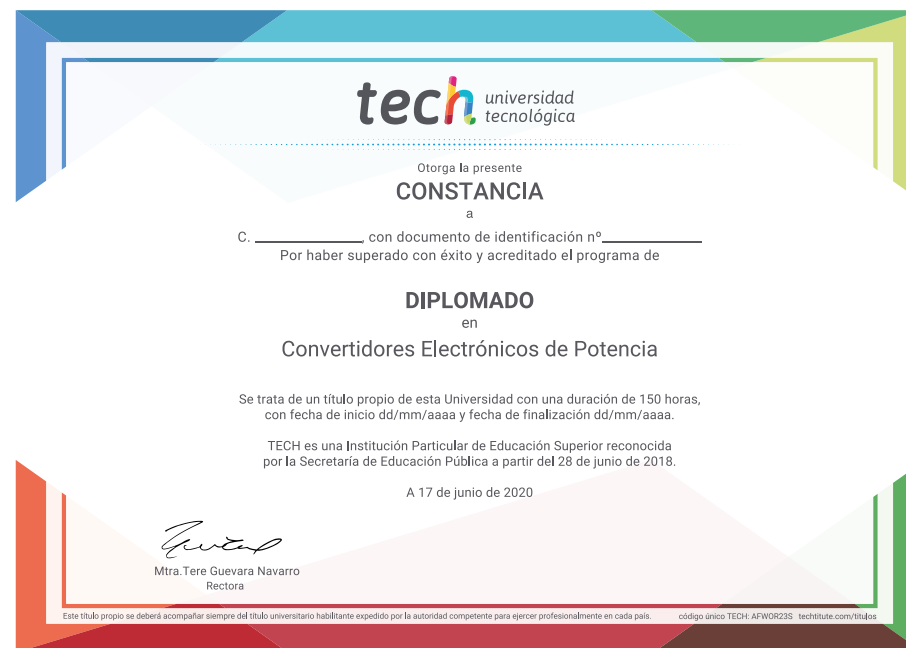 tech universidad
tecnológica
Otorga la presente
CONSTANCIA
a
C. ____________, con documento de identificación nº____________
Por haber superado con éxito y acreditado el programa de
DIPLOMADO
en
Convertidores Electrónicos de Potencia
Se trata de un título propio de esta Universidad con una duración de 150 horas,
con fecha de inicio dd/mm/aaaa y fecha de finalización dd/mm/aaaa.
TECH es una Institución Particular de Educación Superior reconocida
por la Secretaría de Educación Pública a partir del 28 de junio de 2018.
A 17 de junio de 2020
Mtra.Tere Guevara Navarro
Rectora
Este título propio se deberá acompañar siempre del título universitario habilitante expedido por la autoridad competente para ejercer profesionalmente en cada país. código único TECH: AFWOR23S techtitute.com/titulos